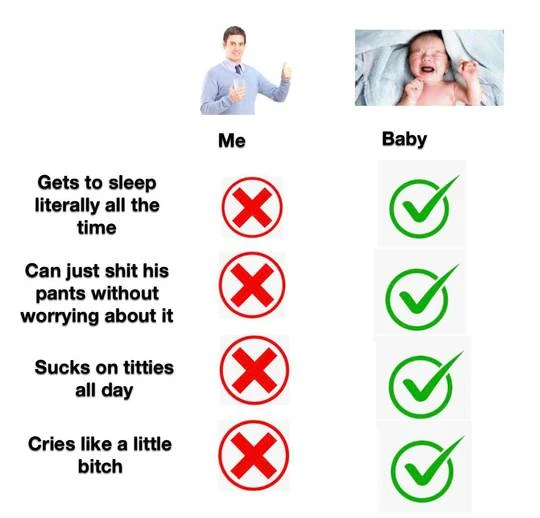 Me
Baby
Gets to sleep
literally all the
time
Can just shit his
pants without
worrying about it
Sucks on titties
all day
Cries like a little
bitch